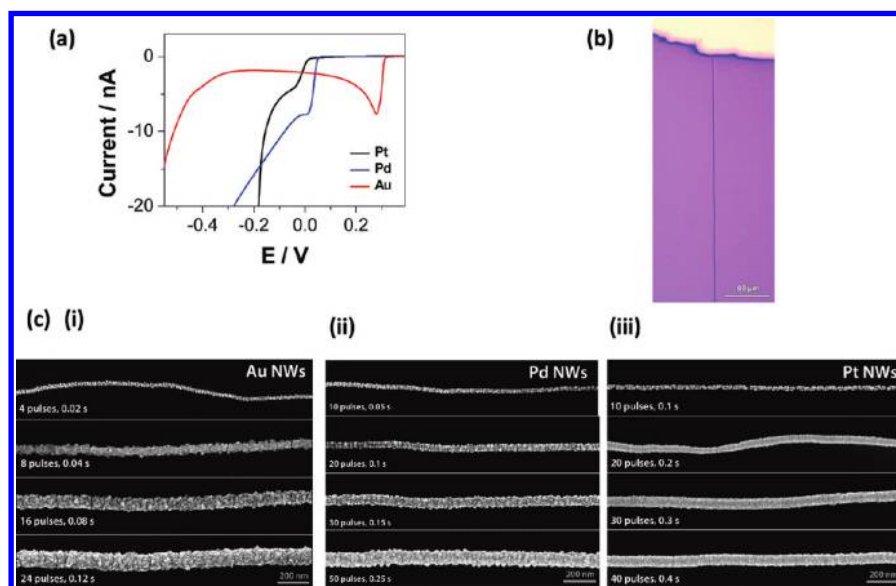 (a)
(b)
0
-5
-10
-15
-20
Current / nA
Pt
Pd
Au
-0.4
-0.2
0.0
0.2
E / V
(c) (i)
(ii)
(iii)
Au NWs
4 pulses, 0.02 s
8 pulses, 0.04 s
16 pulses, 0.08 s
24 pulses, 0.12 s
200 nm
Pd NWs
10 pulses, 0.05 s
20 pulses, 0.1 s
30 pulses, 0.15 s
50 pulses, 0.25 s
200 nm
Pt NWs
10 pulses, 0.1 s
20 pulses, 0.2 s
30 pulses, 0.3 s
40 pulses, 0.4 s
200 nm